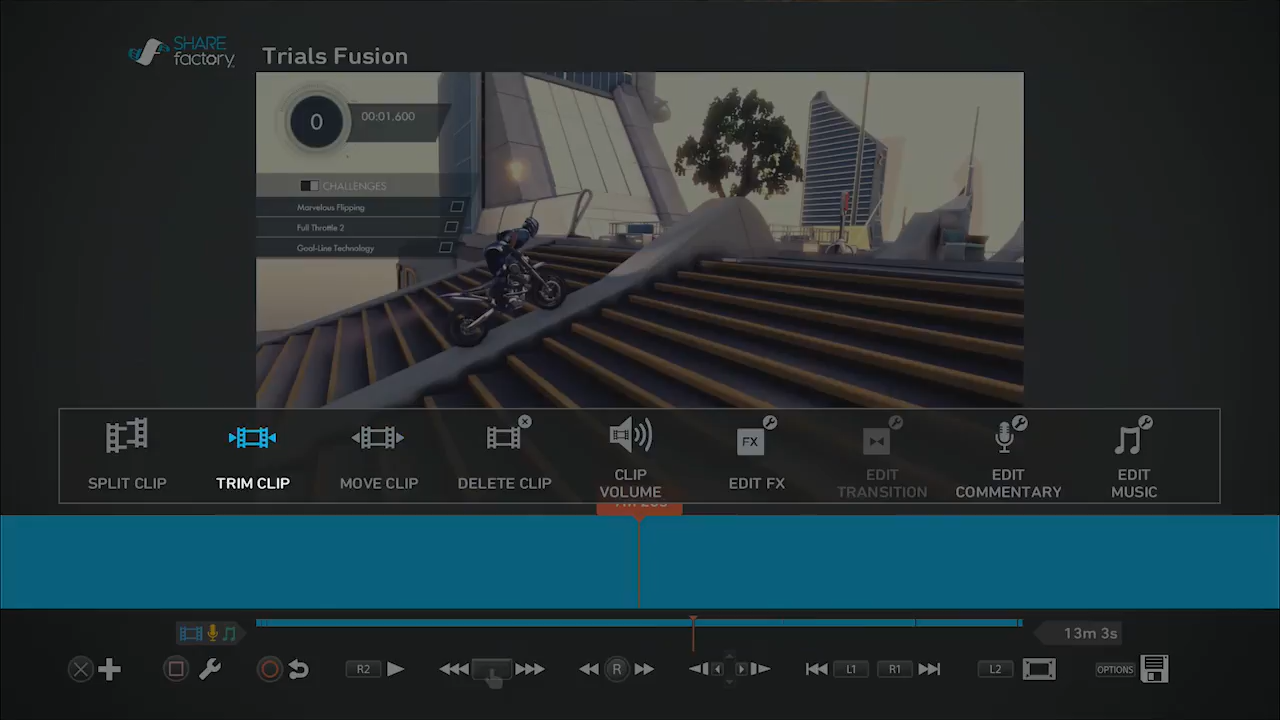 SHARE
factory
Trials Fusion
0
00:01.600
CHALLENGES
Marvelous Flipping
Full Throttle 2
Goal-Line Technology
SPLIT CLIP
TRIM CLIP
MOVE CLIP
DELETE CLIP
CLIP
VOLUME
FX
EDIT FX
EDIT
TRANSITION
EDIT
COMMENTARY
EDIT
MUSIC
13m 3s
R2
R
L1
R1
L2
OPTIONS